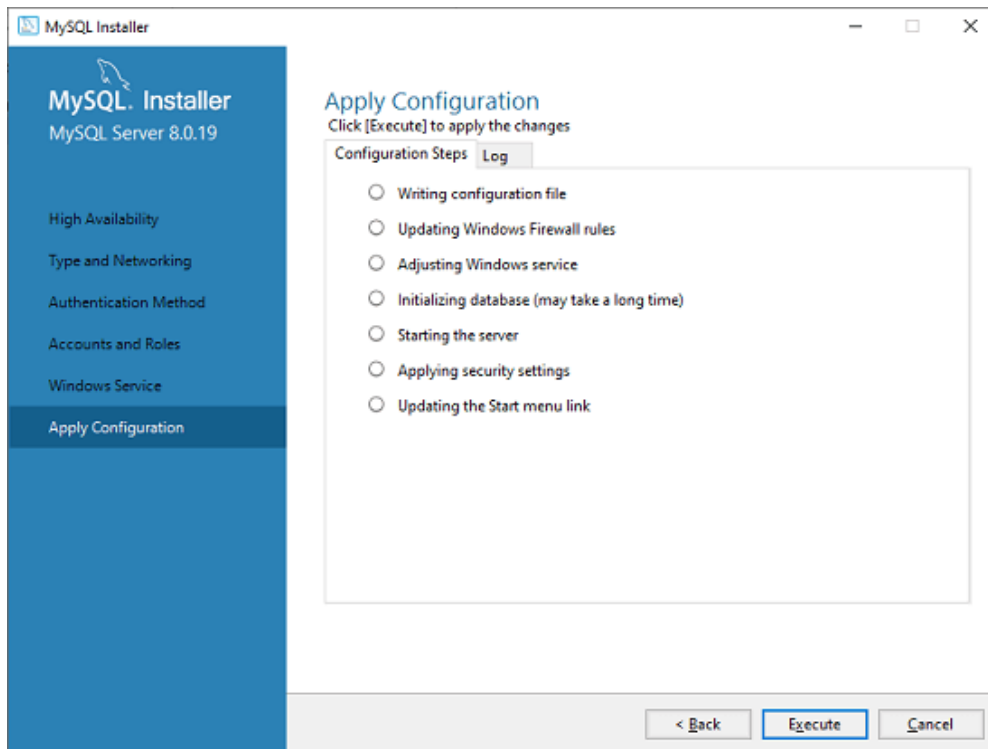 MySQL Installer
MySQL. Installer
MySQL Server 8.0.19
High Availability
Type and Networking
Authentication Method
Accounts and Roles
Windows Service
Apply Configuration
Apply Configuration
Click [Execute] to apply the changes
Configuration Steps Log
Writing configuration file
Updating Windows Firewall rules
Adjusting Windows service
Initializing database (may take a long time)
Starting the server
Applying security settings
Updating the Start menu link
< Back Execute Cancel